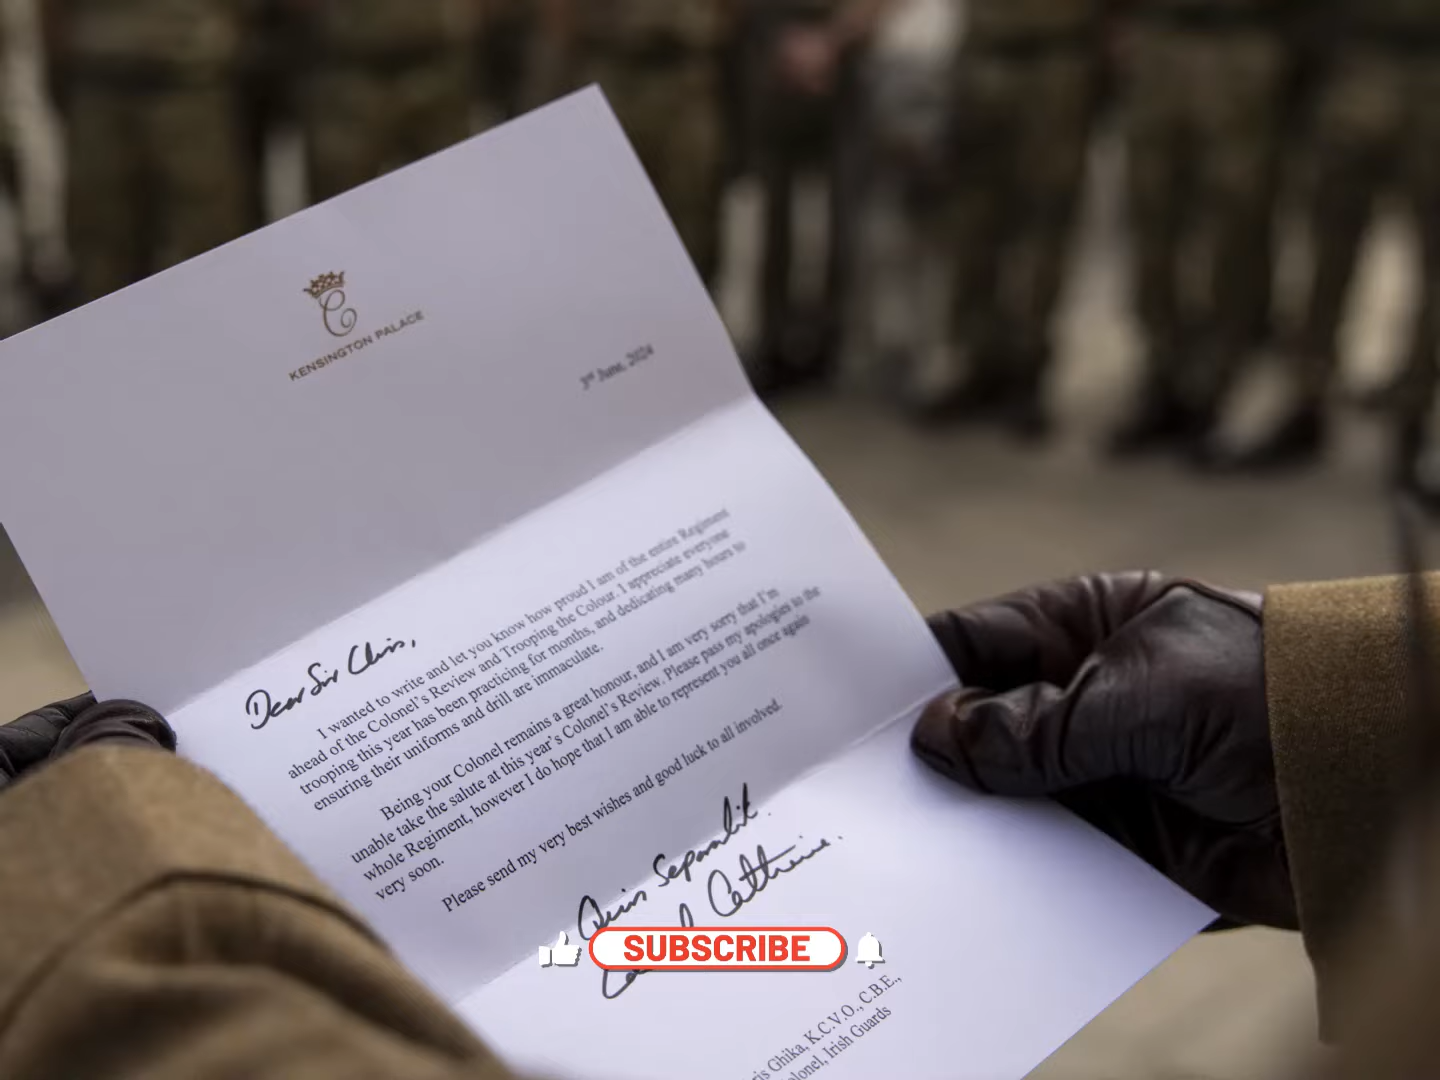 C
KENSINGTON PALACE
3rd June, 2024
Dear Sir Chris,
I wanted to write and let you know how proud I am of the entire Regiment
ahead of the Colonel's Review and Trooping the Colour. I appreciate everyone
trooping this year has been practicing for months, and dedicating many hours to
ensuring their uniforms and drill are immaculate.
Being your Colonel remains a great honour, and I am very sorry that I'm
unable take the salute at this year's Colonel's Review. Please pass my apologies to the
whole Regiment, however I do hope that I am able to represent you all once again
very soon.
Please send my very best wishes and good luck to all involved.
Quis Separabit.
Catherine.
SUBSCRIBE
ris Ghika, K.C.V.O., C.B.E.,
olonel, Irish Guards